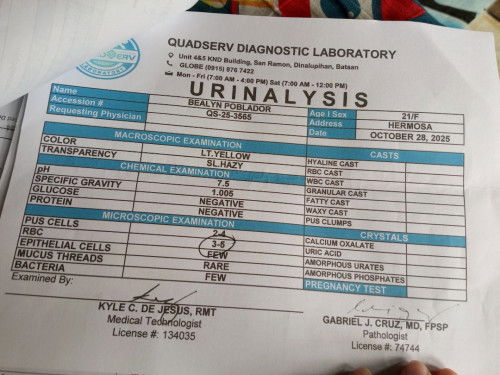 QUADSERV DIAGNOSTIC LABORATORY
Unit 4&5 KND Building, San Ramon, Dinalupihan, Bataan
GLOBE (0915) 976 7422
Mon - Fri (7:00 AM - 4:00 PM) Sat (7:00 AM - 12:00 PM)
URINALYSIS
Name BEALYN POBLADOR Age I Sex 21/F
Accession # QS-25-3565 Address HERMOSA
Requesting Physician Date OCTOBER 28, 2025
MACROSCOPIC EXAMINATION
COLOR LT.YELLOW
TRANSPARENCY SL.HAZY
CHEMICAL EXAMINATION
pH 7.5
SPECIFIC GRAVITY 1.005
GLUCOSE NEGATIVE
PROTEIN NEGATIVE
MICROSCOPIC EXAMINATION
PUS CELLS 2-4
RBC 3-5
EPITHELIAL CELLS FEW
MUCUS THREADS RARE
BACTERIA FEW
CASTS
HYALINE CAST
RBC CAST
WBC CAST
GRANULAR CAST
FATTY CAST
WAXY CAST
PUS CLUMPS
CRYSTALS
CALCIUM OXALATE
URIC ACID
AMORPHOUS URATES
AMORPHOUS PHOSPHATES
PREGNANCY TEST
Examined By:
KYLE C. DE JESUS, RMT
Medical Technologist
License #: 134035
GABRIEL J. CRUZ, MD, FPSP
Pathologist
License #: 74744